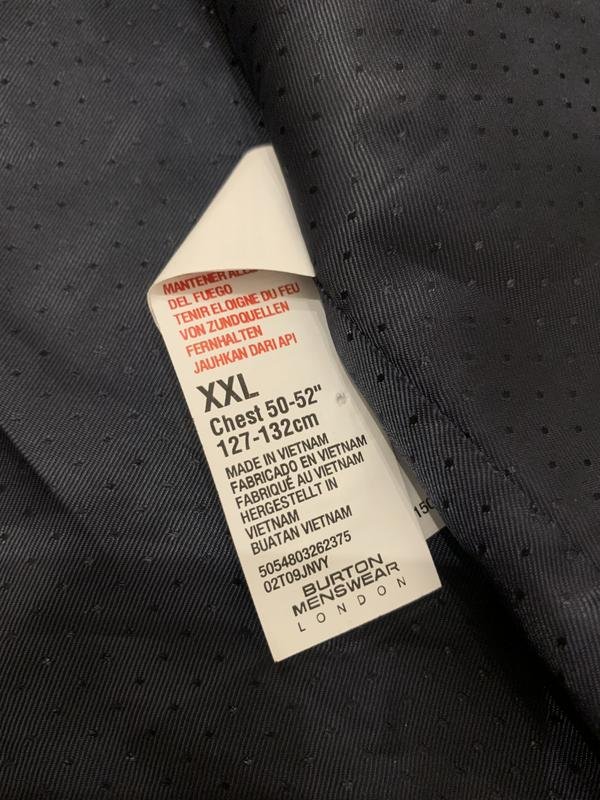 MANTENER
DEL FUEGO
TENIR ELOIGNE DU FEU
VON ZUNDQUELLEN
FERNHALTEN
JAUHKAN DARI API
XXL
Chest 50-52"
127-132cm
MADE IN VIETNAM
FABRICADO EN VIETNAM
FABRIQUÉ AU VIETNAM
HERGESTELLT IN
VIETNAM
BUATAN VIETNAM
5054803262375
02T09JNVY
BURTON
MENSWEAR
LONDON